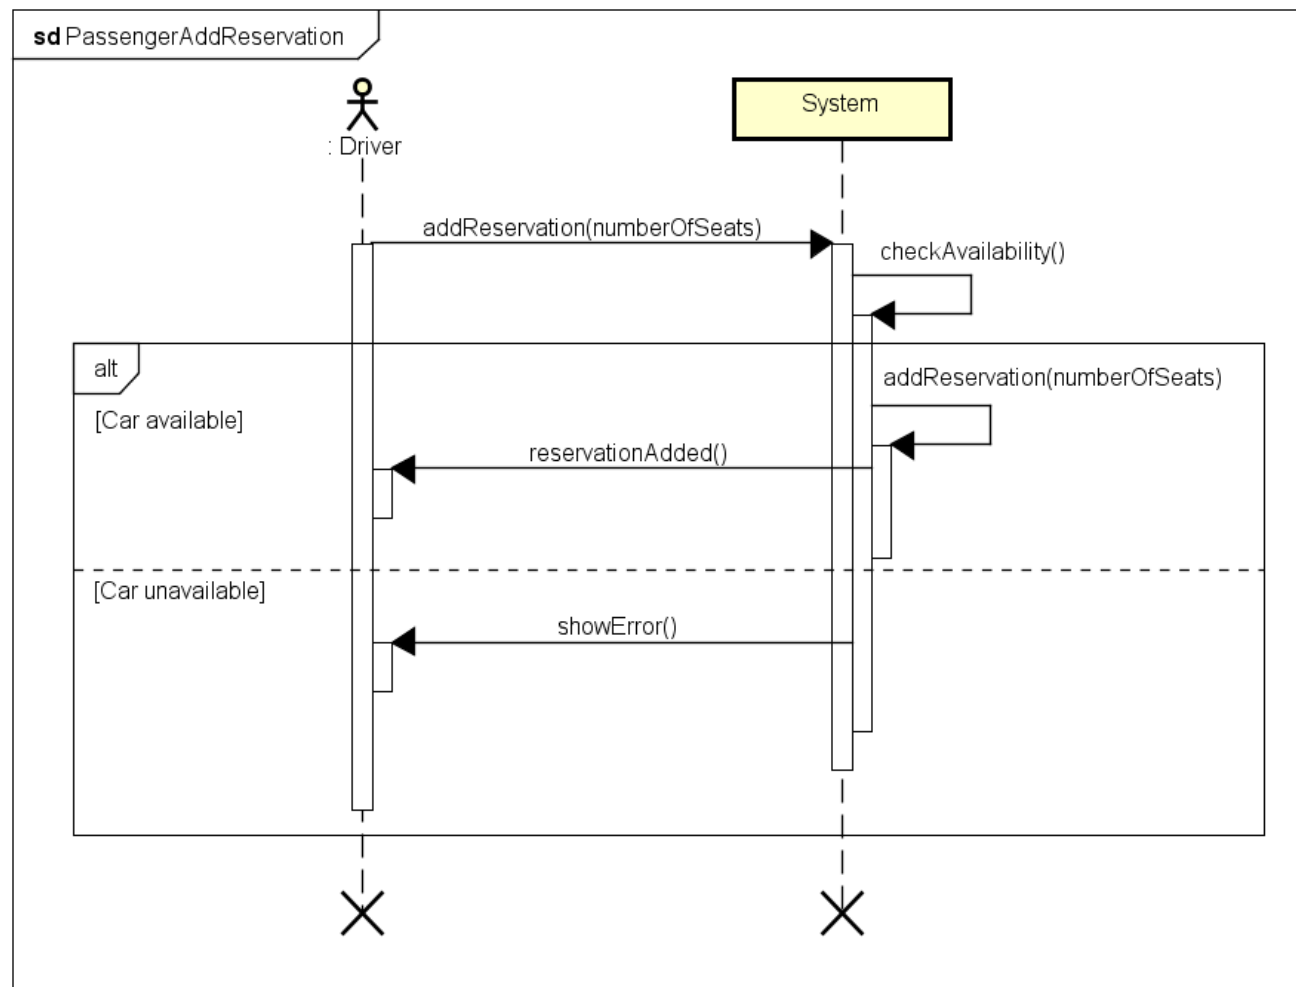 sd PassengerAddReservation
System
: Driver
addReservation(numberOfSeats)
checkAvailability()
alt
addReservation(numberOfSeats)
[Car available]
reservationAdded()
[Car unavailable]
showError()